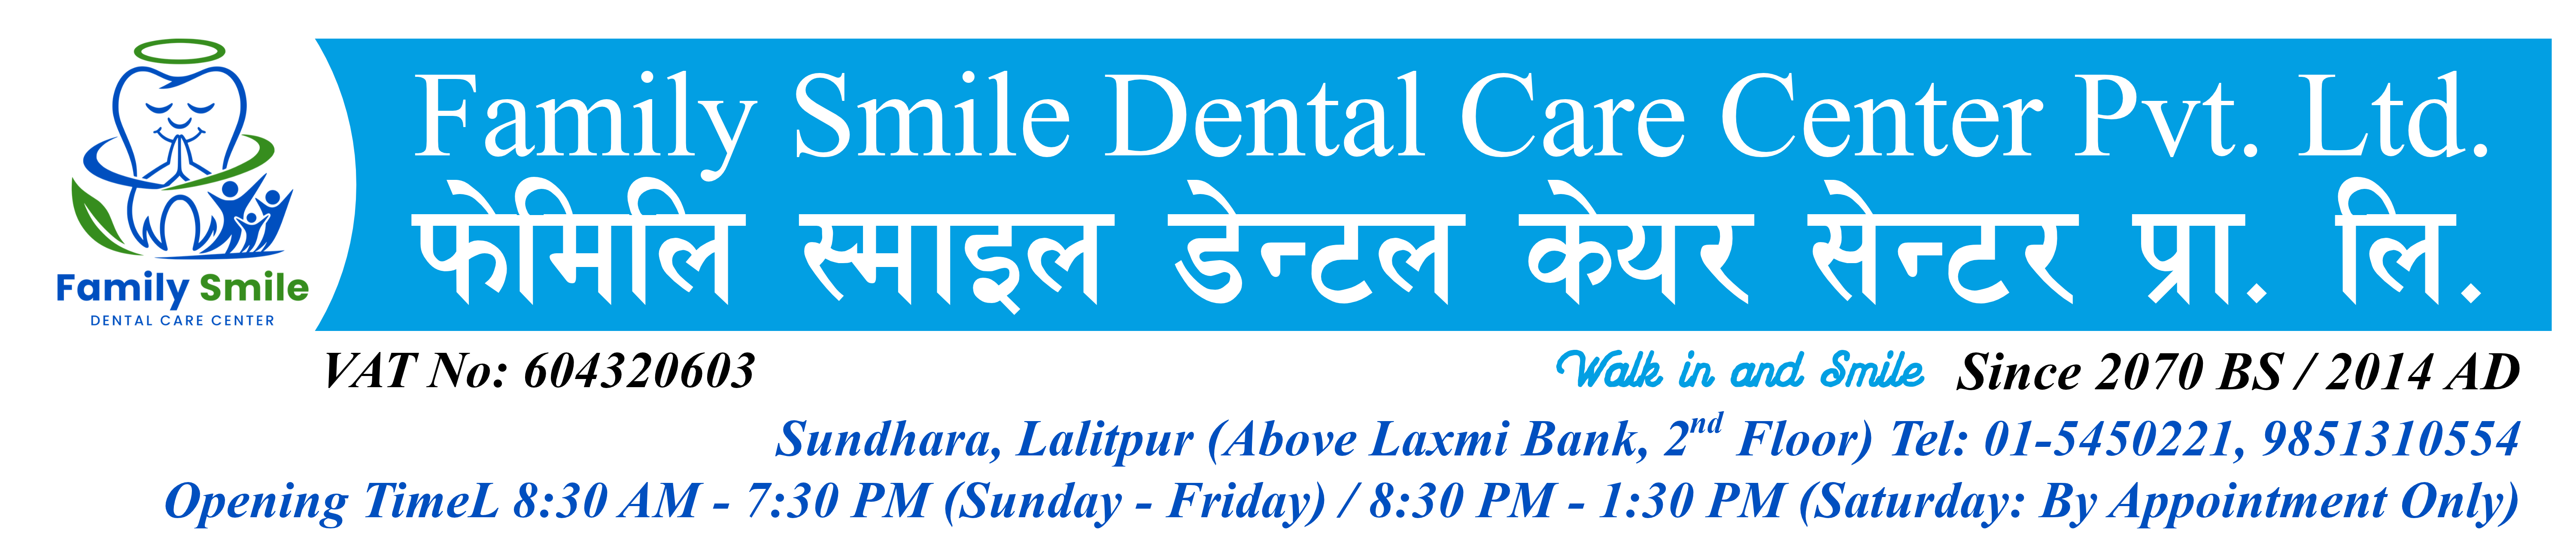 Family Smile
DENTAL CARE CENTER
Family Smile Dental Care Center Pvt. Ltd.
फेमिलि स्माइल डेन्टल केयर सेन्टर प्रा. लि.
VAT No: 604320603
Walk in and Smile Since 2070 BS / 2014 AD
Sundhara, Lalitpur (Above Laxmi Bank, 2nd Floor) Tel: 01-5450221, 9851310554
Opening TimeL 8:30 AM - 7:30 PM (Sunday - Friday) / 8:30 PM - 1:30 PM (Saturday: By Appointment Only)